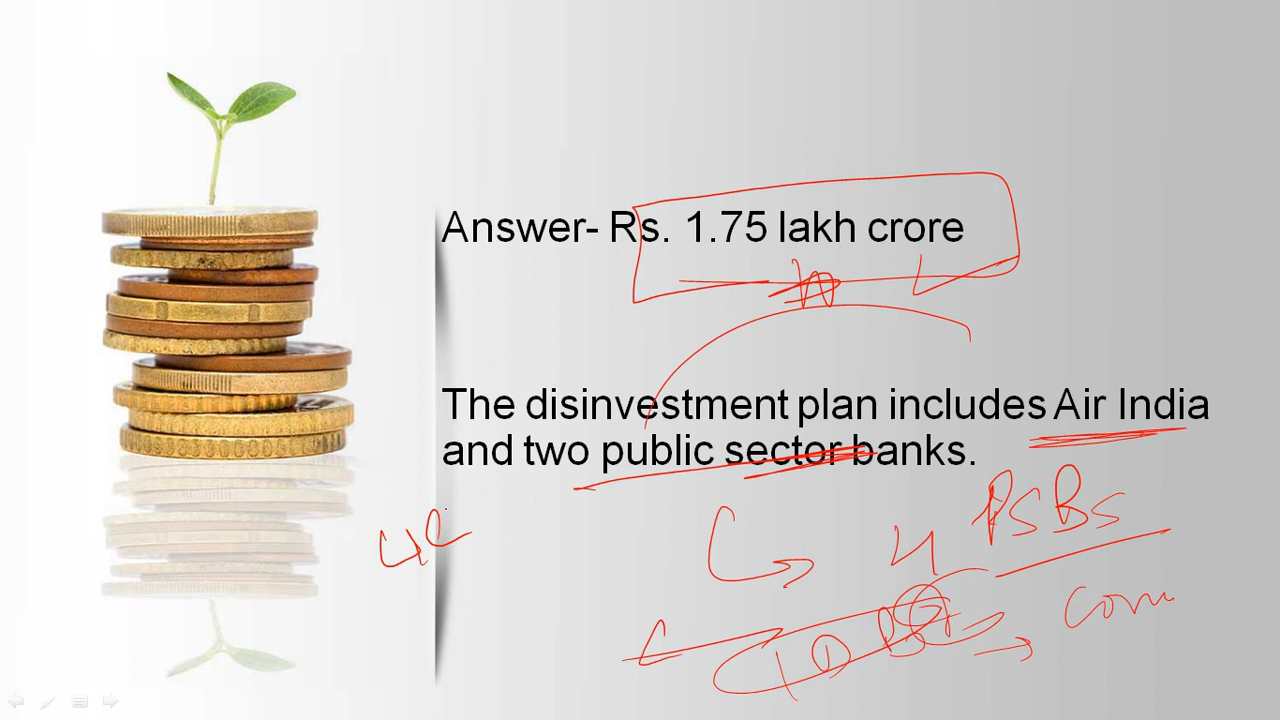 Answer- Rs. 1.75 lakh crore
The disinvestment plan includes Air India
and two public sector banks.
4 PSBs
IDBI